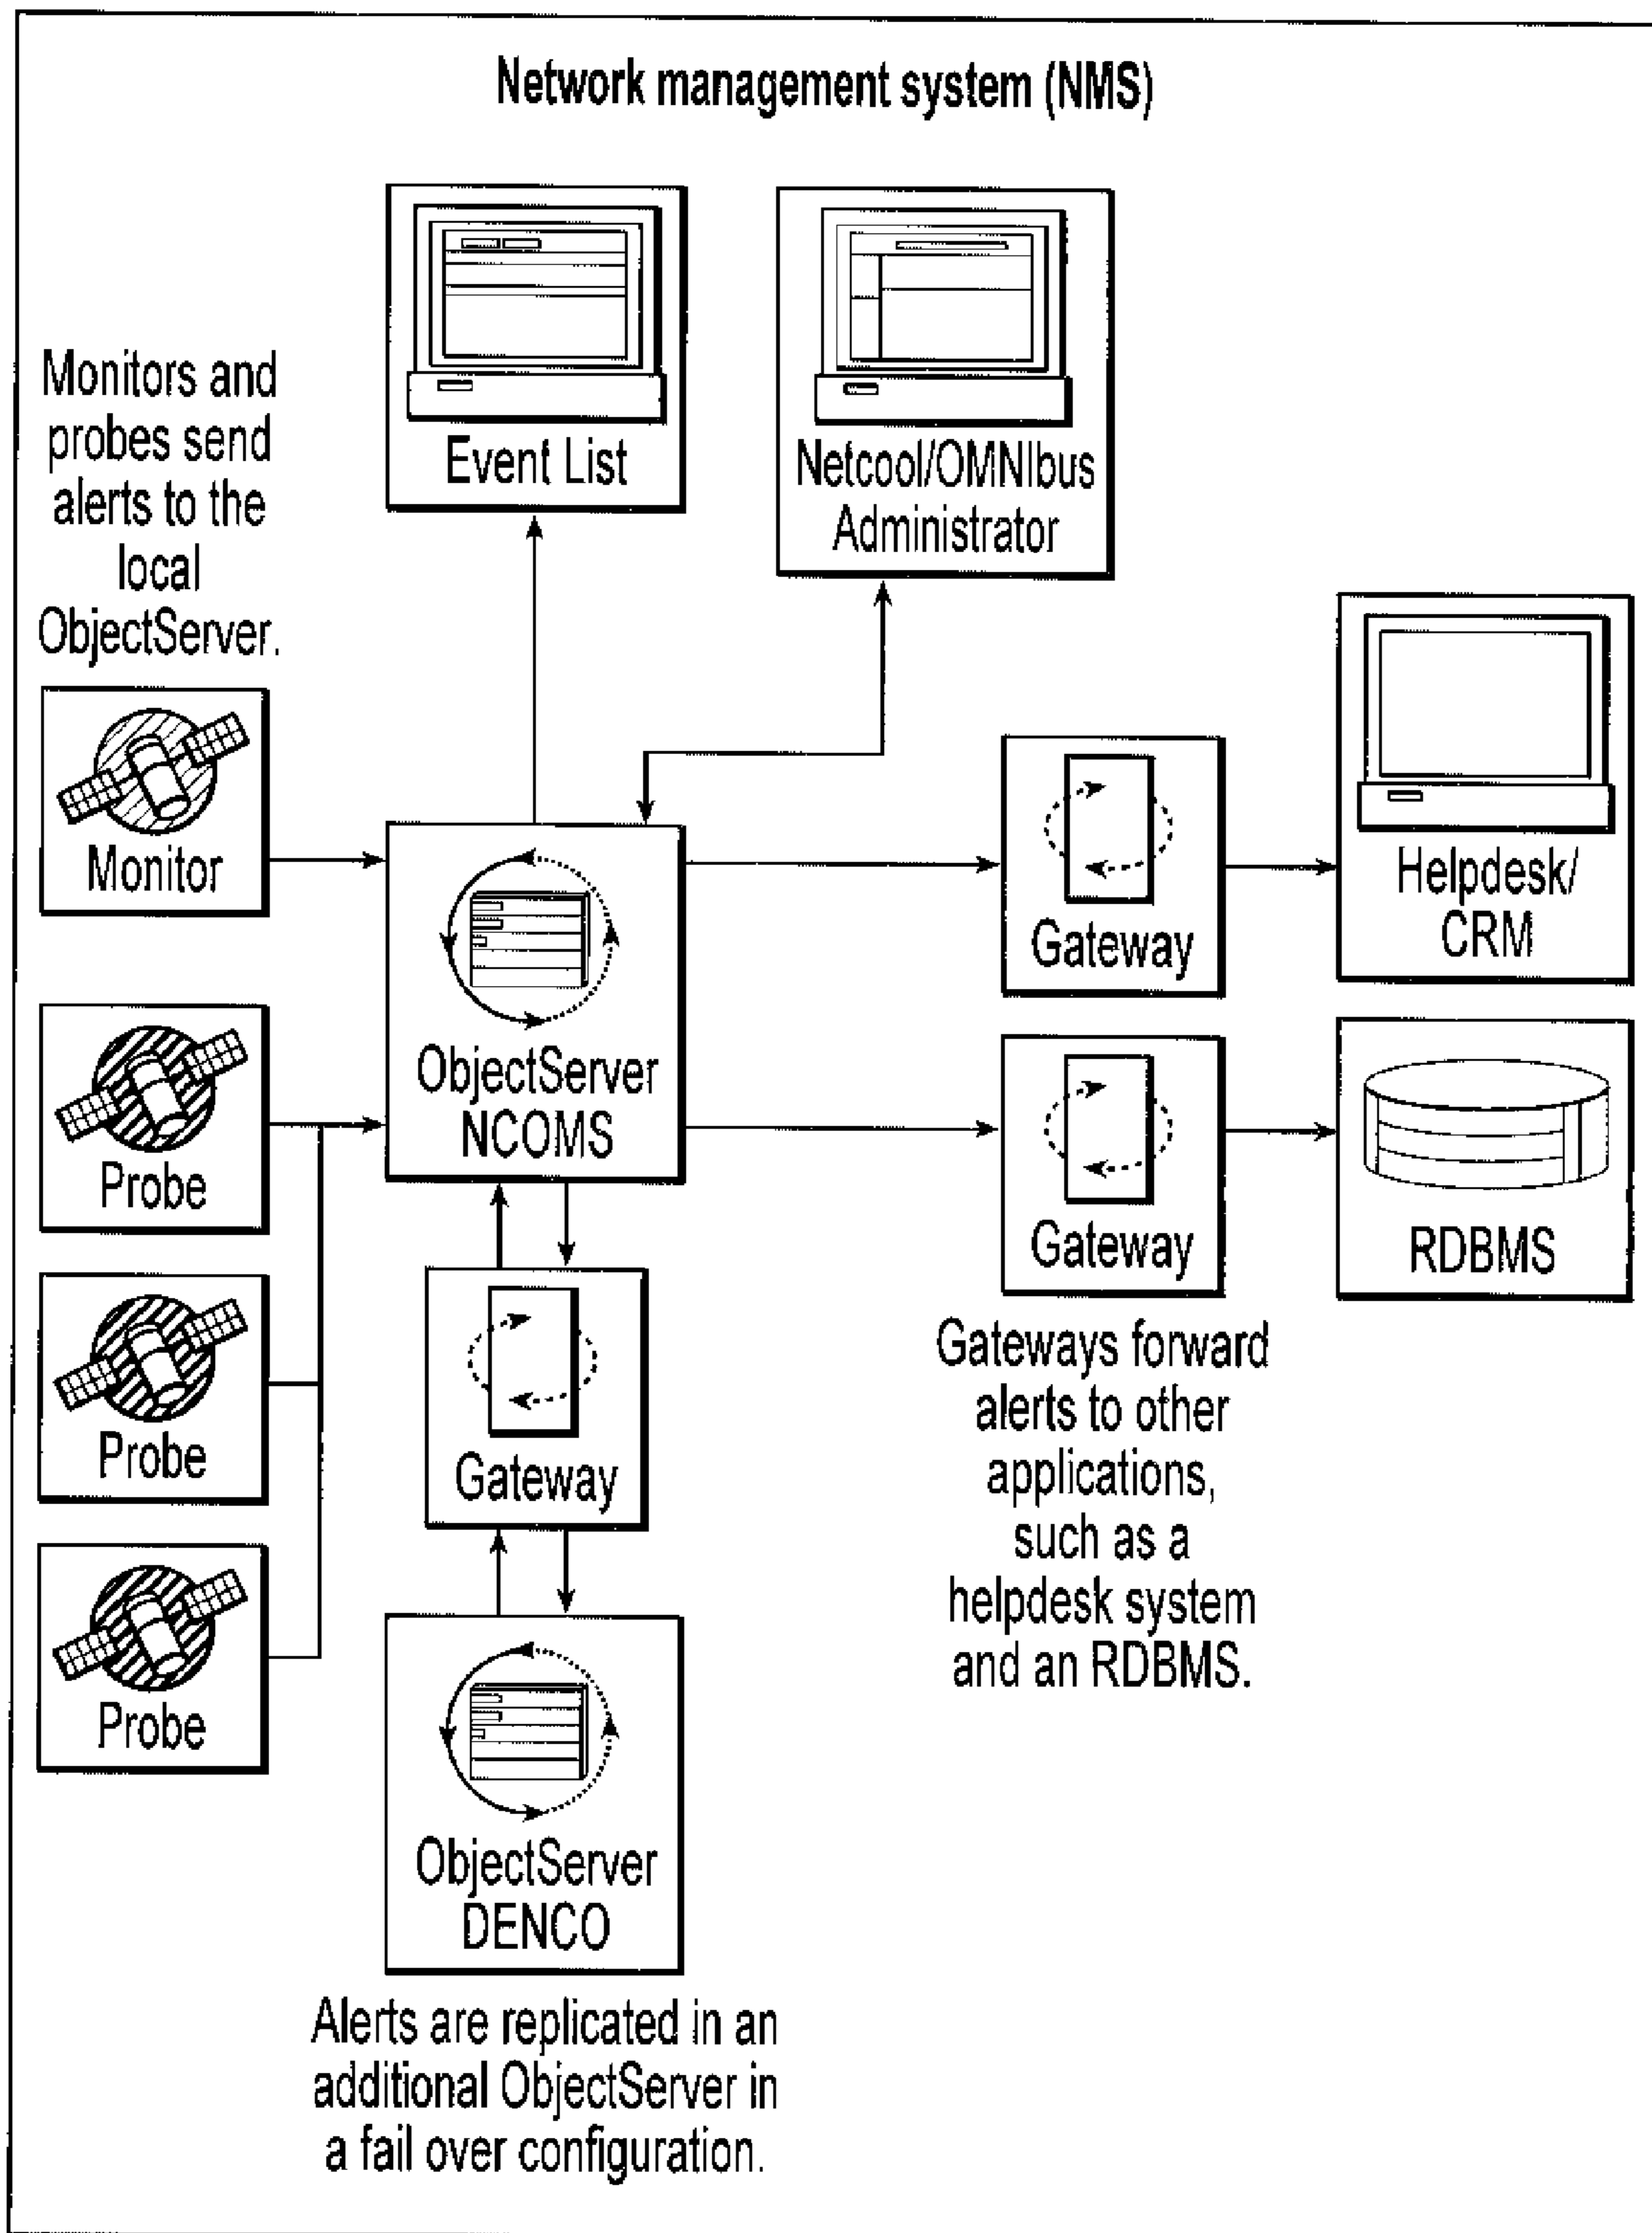 Network management system (NMS)
Monitors and
probes send
alerts to the
local
ObjectServer.
Event List
Netcool/OMNIbus
Administrator
Monitor
Probe
Probe
Probe
ObjectServer
NCOMS
Gateway
Helpdesk/
CRM
Gateway
RDBMS
Gateway
Gateways forward
alerts to other
applications,
such as a
helpdesk system
and an RDBMS.
ObjectServer
DENCO
Alerts are replicated in an
additional ObjectServer in
a fail over configuration.